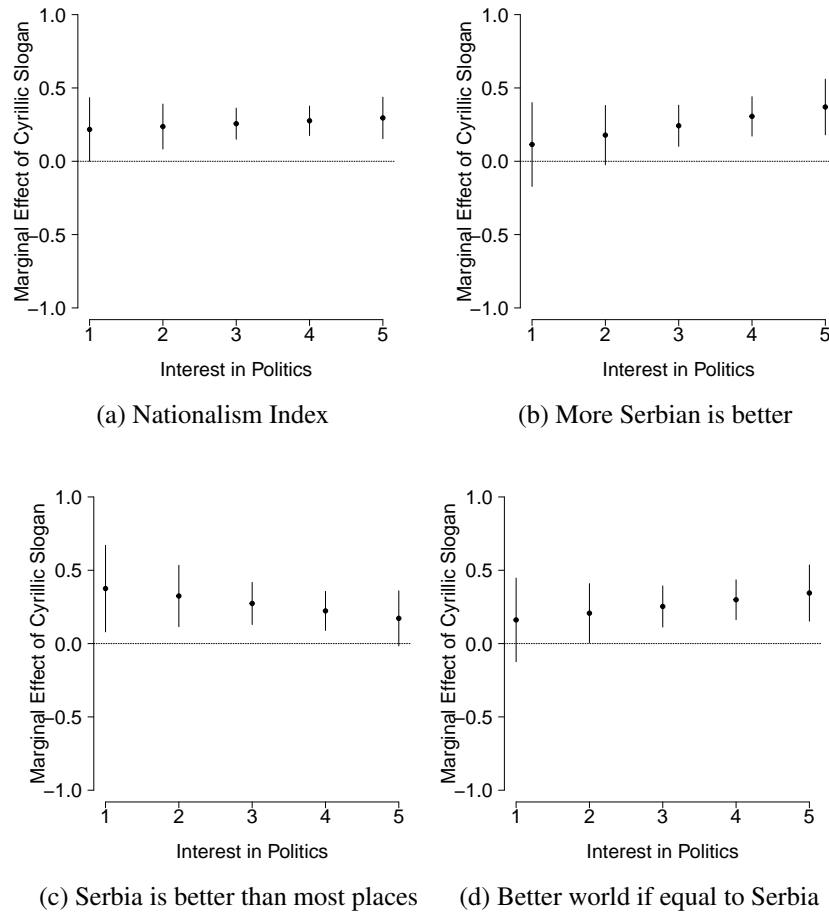 Marginal Effect of Cyrillic Slogan
1.0
0.5
0.0
−0.5
−1.0
1 2 3 4 5
Interest in Politics
(a) Nationalism Index
Marginal Effect of Cyrillic Slogan
1.0
0.5
0.0
−0.5
−1.0
1 2 3 4 5
Interest in Politics
(b) More Serbian is better
Marginal Effect of Cyrillic Slogan
1.0
0.5
0.0
−0.5
−1.0
1 2 3 4 5
Interest in Politics
(c) Serbia is better than most places
Marginal Effect of Cyrillic Slogan
1.0
0.5
0.0
−0.5
−1.0
1 2 3 4 5
Interest in Politics
(d) Better world if equal to Serbia